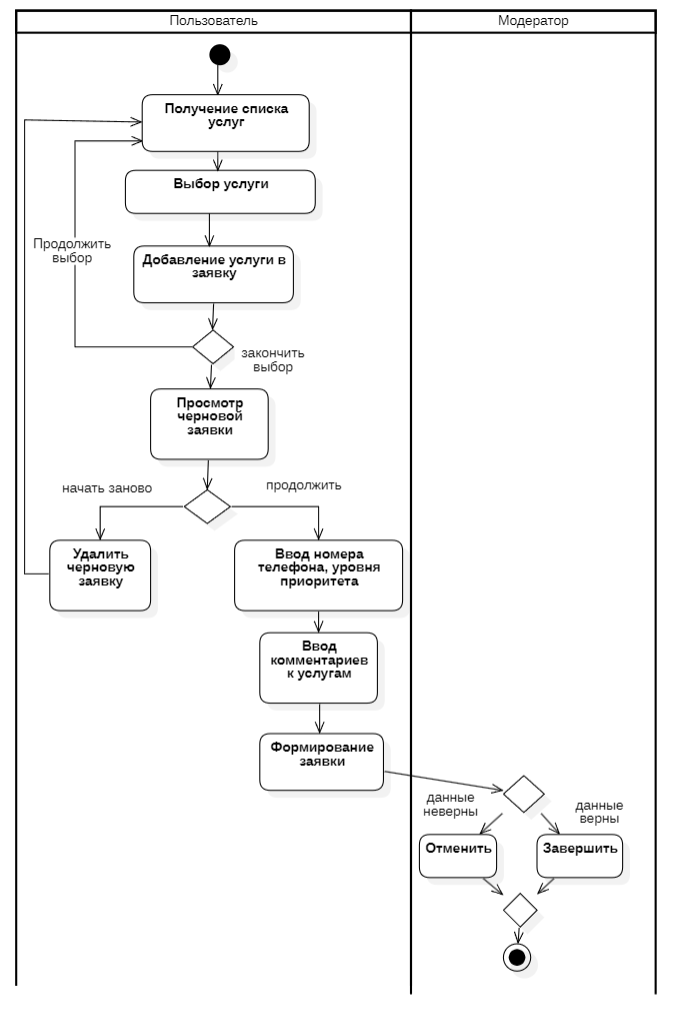 Пользователь
Модератор
Получение списка
услуг
Выбор услуги
Продолжить
выбор
Добавление услуги в
заявку
закончить
выбор
Просмотр
черновой
заявки
начать заново
продолжить
Удалить
черновую
заявку
Ввод номера
телефона, уровня
приоритета
Ввод
комментариев
к услугам
Формирование
заявки
данные
неверны
данные
верны
Отменить
Завершить